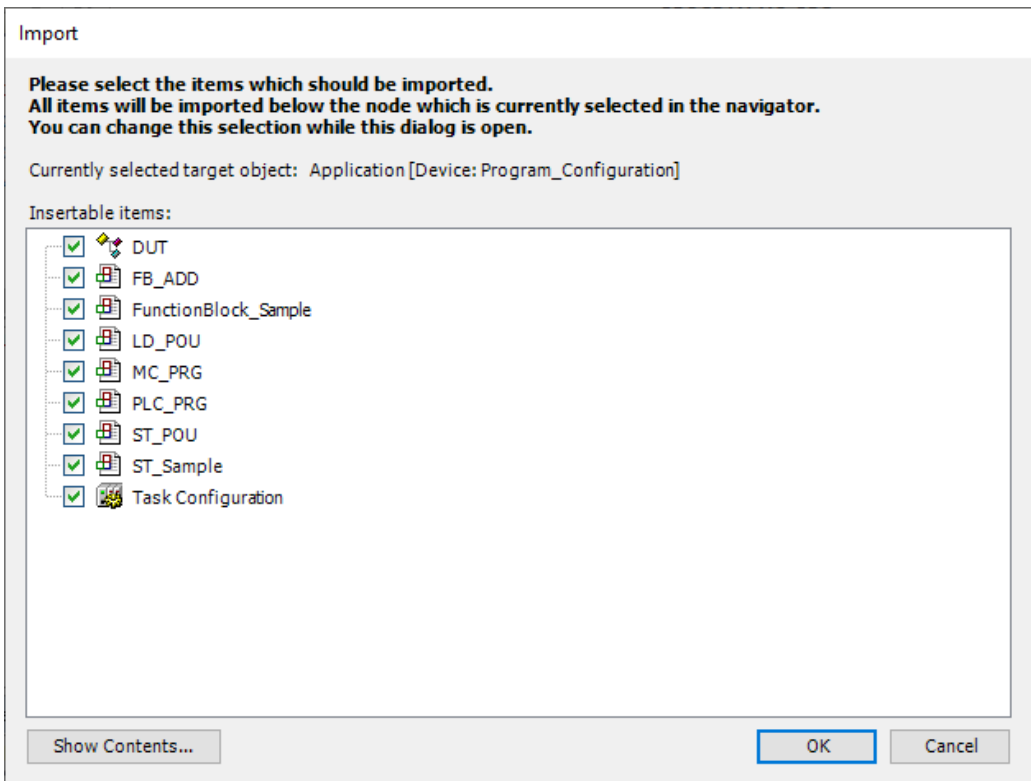 Import
Please select the items which should be imported.
All items will be imported below the node which is currently selected in the navigator.
You can change this selection while this dialog is open.
Currently selected target object: Application [Device: Program_Configuration]
Insertable items:
DUT
FB_ADD
FunctionBlock_Sample
LD_POU
MC_PRG
PLC_PRG
ST_POU
ST_Sample
Task Configuration
Show Contents... OK Cancel